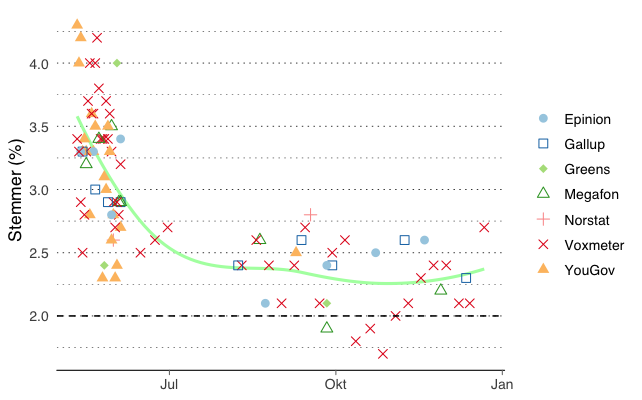 Stemmer (%)
4.0
3.5
3.0
2.5
2.0
Jul
Okt
Jan
Epinion
Gallup
Greens
Megafon
Norstat
Voxmeter
YouGov